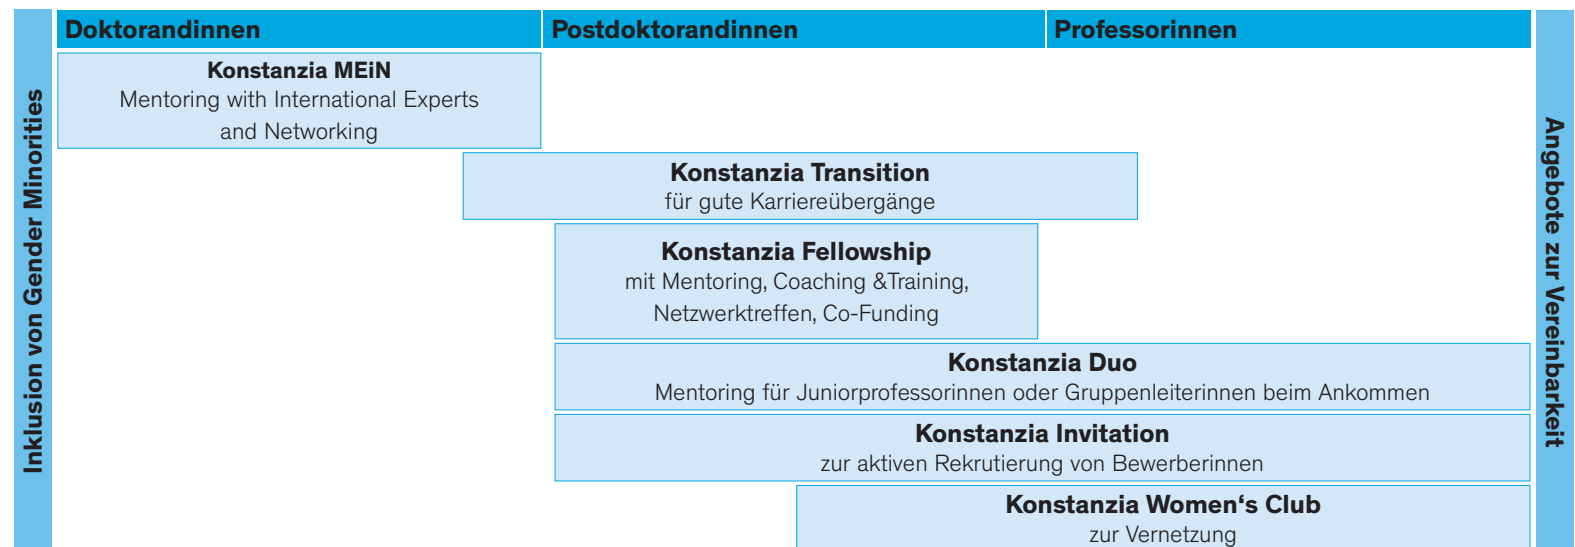 Inklusion von Gender Minorities
Doktorandinnen
Postdoktorandinnen
Professorinnen
Konstanzia MEiN
Mentoring with International Experts
and Networking
Konstanzia Transition
für gute Karriereübergänge
Konstanzia Fellowship
mit Mentoring, Coaching &Training,
Netzwerktreffen, Co-Funding
Konstanzia Duo
Mentoring für Juniorprofessorinnen oder Gruppenleiterinnen beim Ankommen
Konstanzia Invitation
zur aktiven Rekrutierung von Bewerberinnen
Konstanzia Women‘s Club
zur Vernetzung
Angebote zur Vereinbarkeit